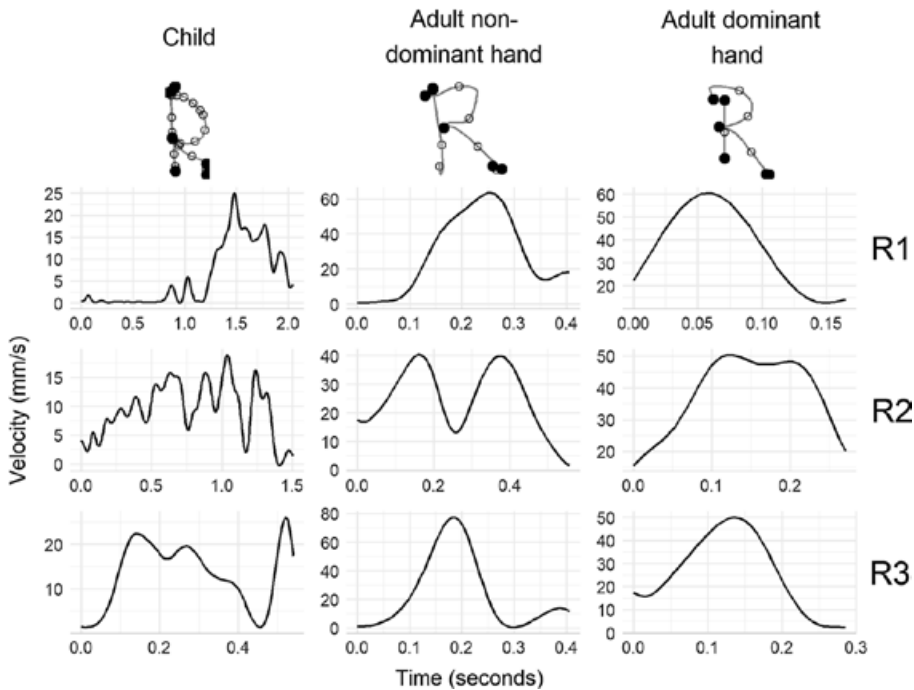 Child
Adult non-
dominant hand
Adult dominant
hand
25
20
15
10
5
0
0.0 0.5 1.0 1.5 2.0
60
40
20
0
0.0 0.1 0.2 0.3 0.4
60
50
40
30
20
0.00 0.05 0.10 0.15
R1
Velocity (mm/s)
15
10
5
0
0.0 0.5 1.0 1.5
40
30
20
10
0
0.0 0.2 0.4
50
40
30
20
0.0 0.1 0.2
R2
20
10
0.0 0.2 0.4
80
60
40
20
0
0.0 0.1 0.2 0.3 0.4
50
40
30
20
10
0
0.0 0.1 0.2 0.3
R3
Time (seconds)